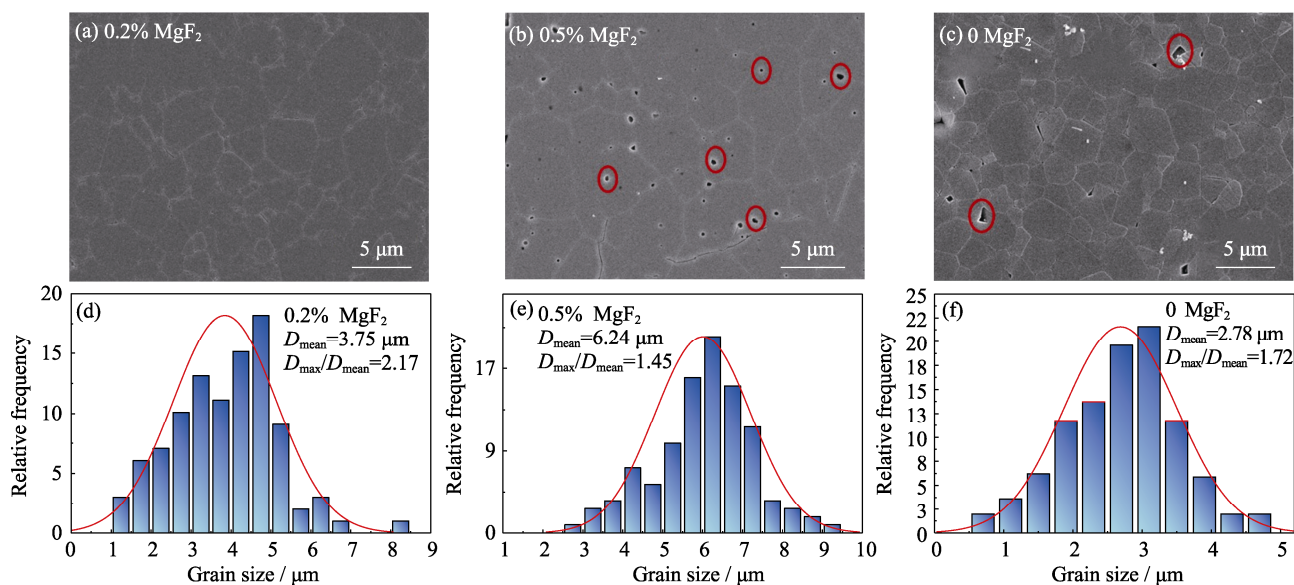 (a) 0.2% MgF₂
5 μm
(b) 0.5% MgF₂
5 μm
(c) 0 MgF₂
5 μm
(d)
0.2% MgF₂
Dmean=3.75 μm
Dmax/Dmean=2.17
Relative frequency
20
15
10
5
0
0 1 2 3 4 5 6 7 8 9
Grain size / μm
(e)
0.5% MgF₂
Dmean=6.24 μm
Dmax/Dmean=1.45
Relative frequency
17
9
0
1 2 3 4 5 6 7 8 9 10
Grain size / μm
(f)
0 MgF₂
Dmean=2.78 μm
Dmax/Dmean=1.72
Relative frequency
25
22
20
18
15
13
10
8
5
3
0
0 1 2 3 4 5
Grain size / μm